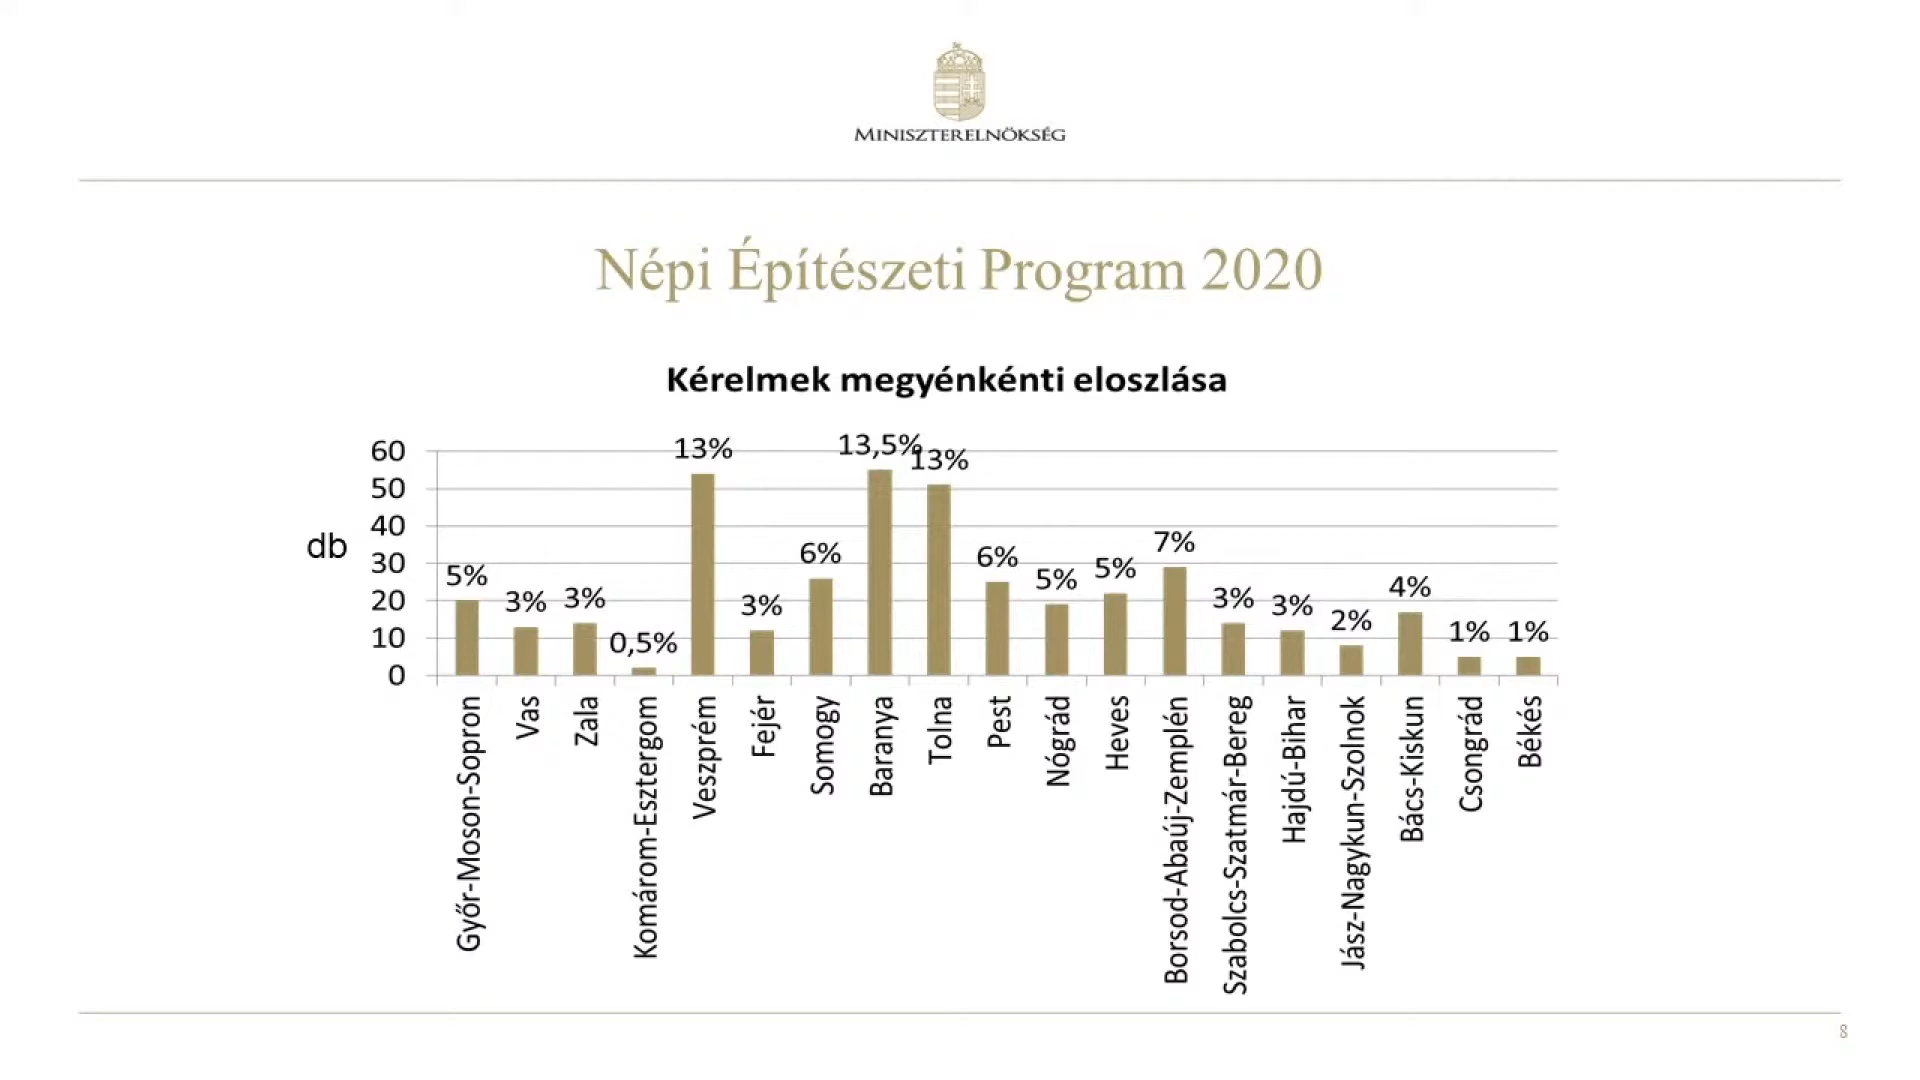 MINISZTERELNÖKSÉG
Népi Építészeti Program 2020
Kérelmek megyénkénti eloszlása
db
60
50
40
30
20
10
0
5%
3%
3%
0,5%
13%
3%
6%
13,5%
13%
6%
5%
5%
7%
3%
3%
2%
4%
1%
1%
Győr-Moson-Sopron
Vas
Zala
Komárom-Esztergom
Veszprém
Fejér
Somogy
Baranya
Tolna
Pest
Nógrád
Heves
Borsod-Abaúj-Zemplén
Szabolcs-Szatmár-Bereg
Hajdú-Bihar
Jász-Nagykun-Szolnok
Bács-Kiskun
Csongrád
Békés
8